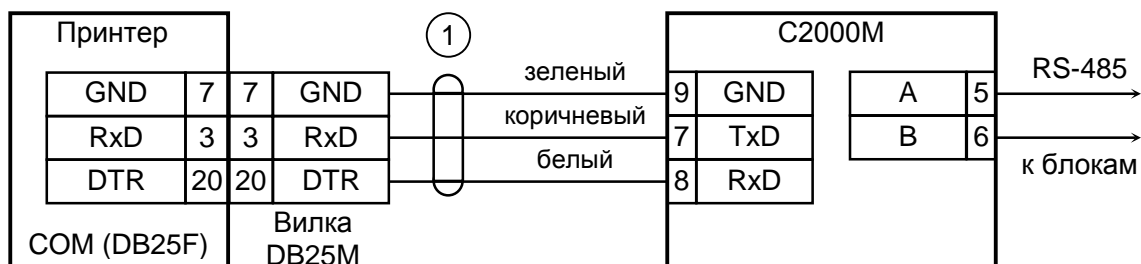 Принтер
1
С2000М
зеленый
RS-485
GND 7 7 GND
9 GND
A 5
коричневый
RxD 3 3 RxD
7 TxD
B 6
белый
к блокам
DTR 20 20 DTR
8 RxD
Вилка
COM (DB25F)
DB25M